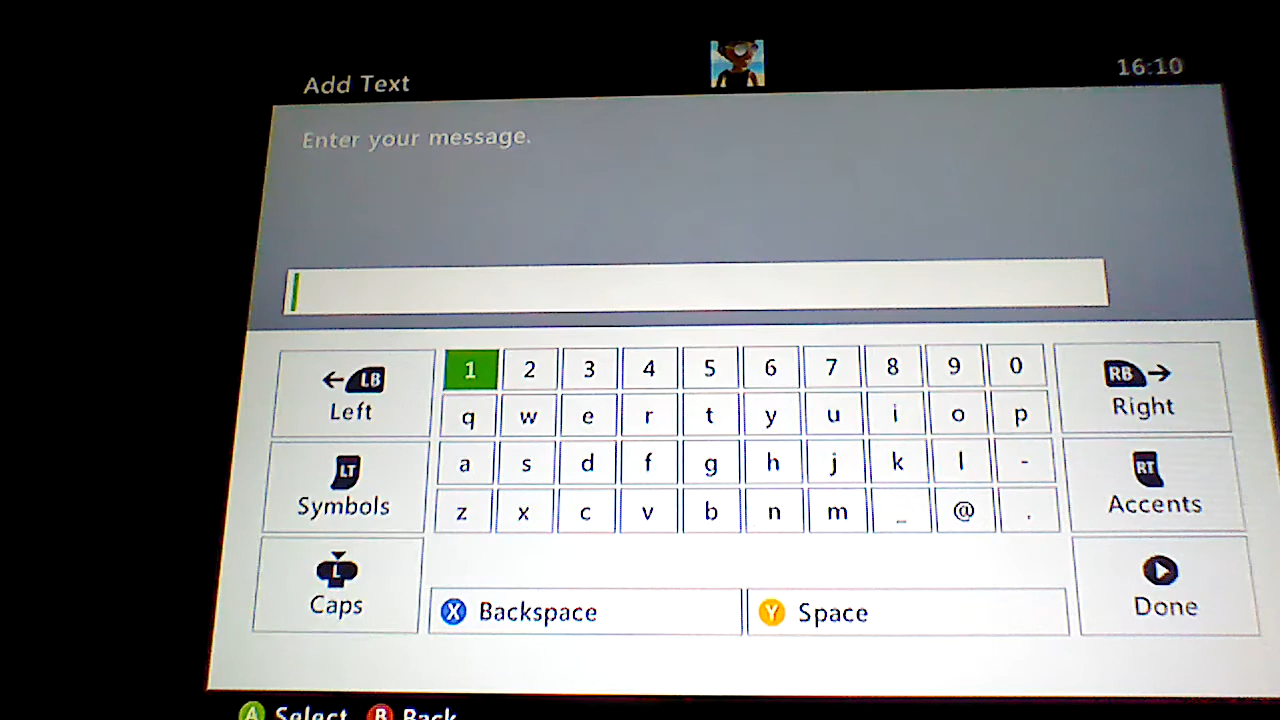 Add Text
16:10
Enter your message.
LB 1 2 3 4 5 6 7 8 9 0 RB
Left q w e r t y u i o p Right
LT a s d f g h j k l - RT
Symbols z x c v b n m _ @ . Accents
L
Caps X Backspace Y Space Done
A Select B Back